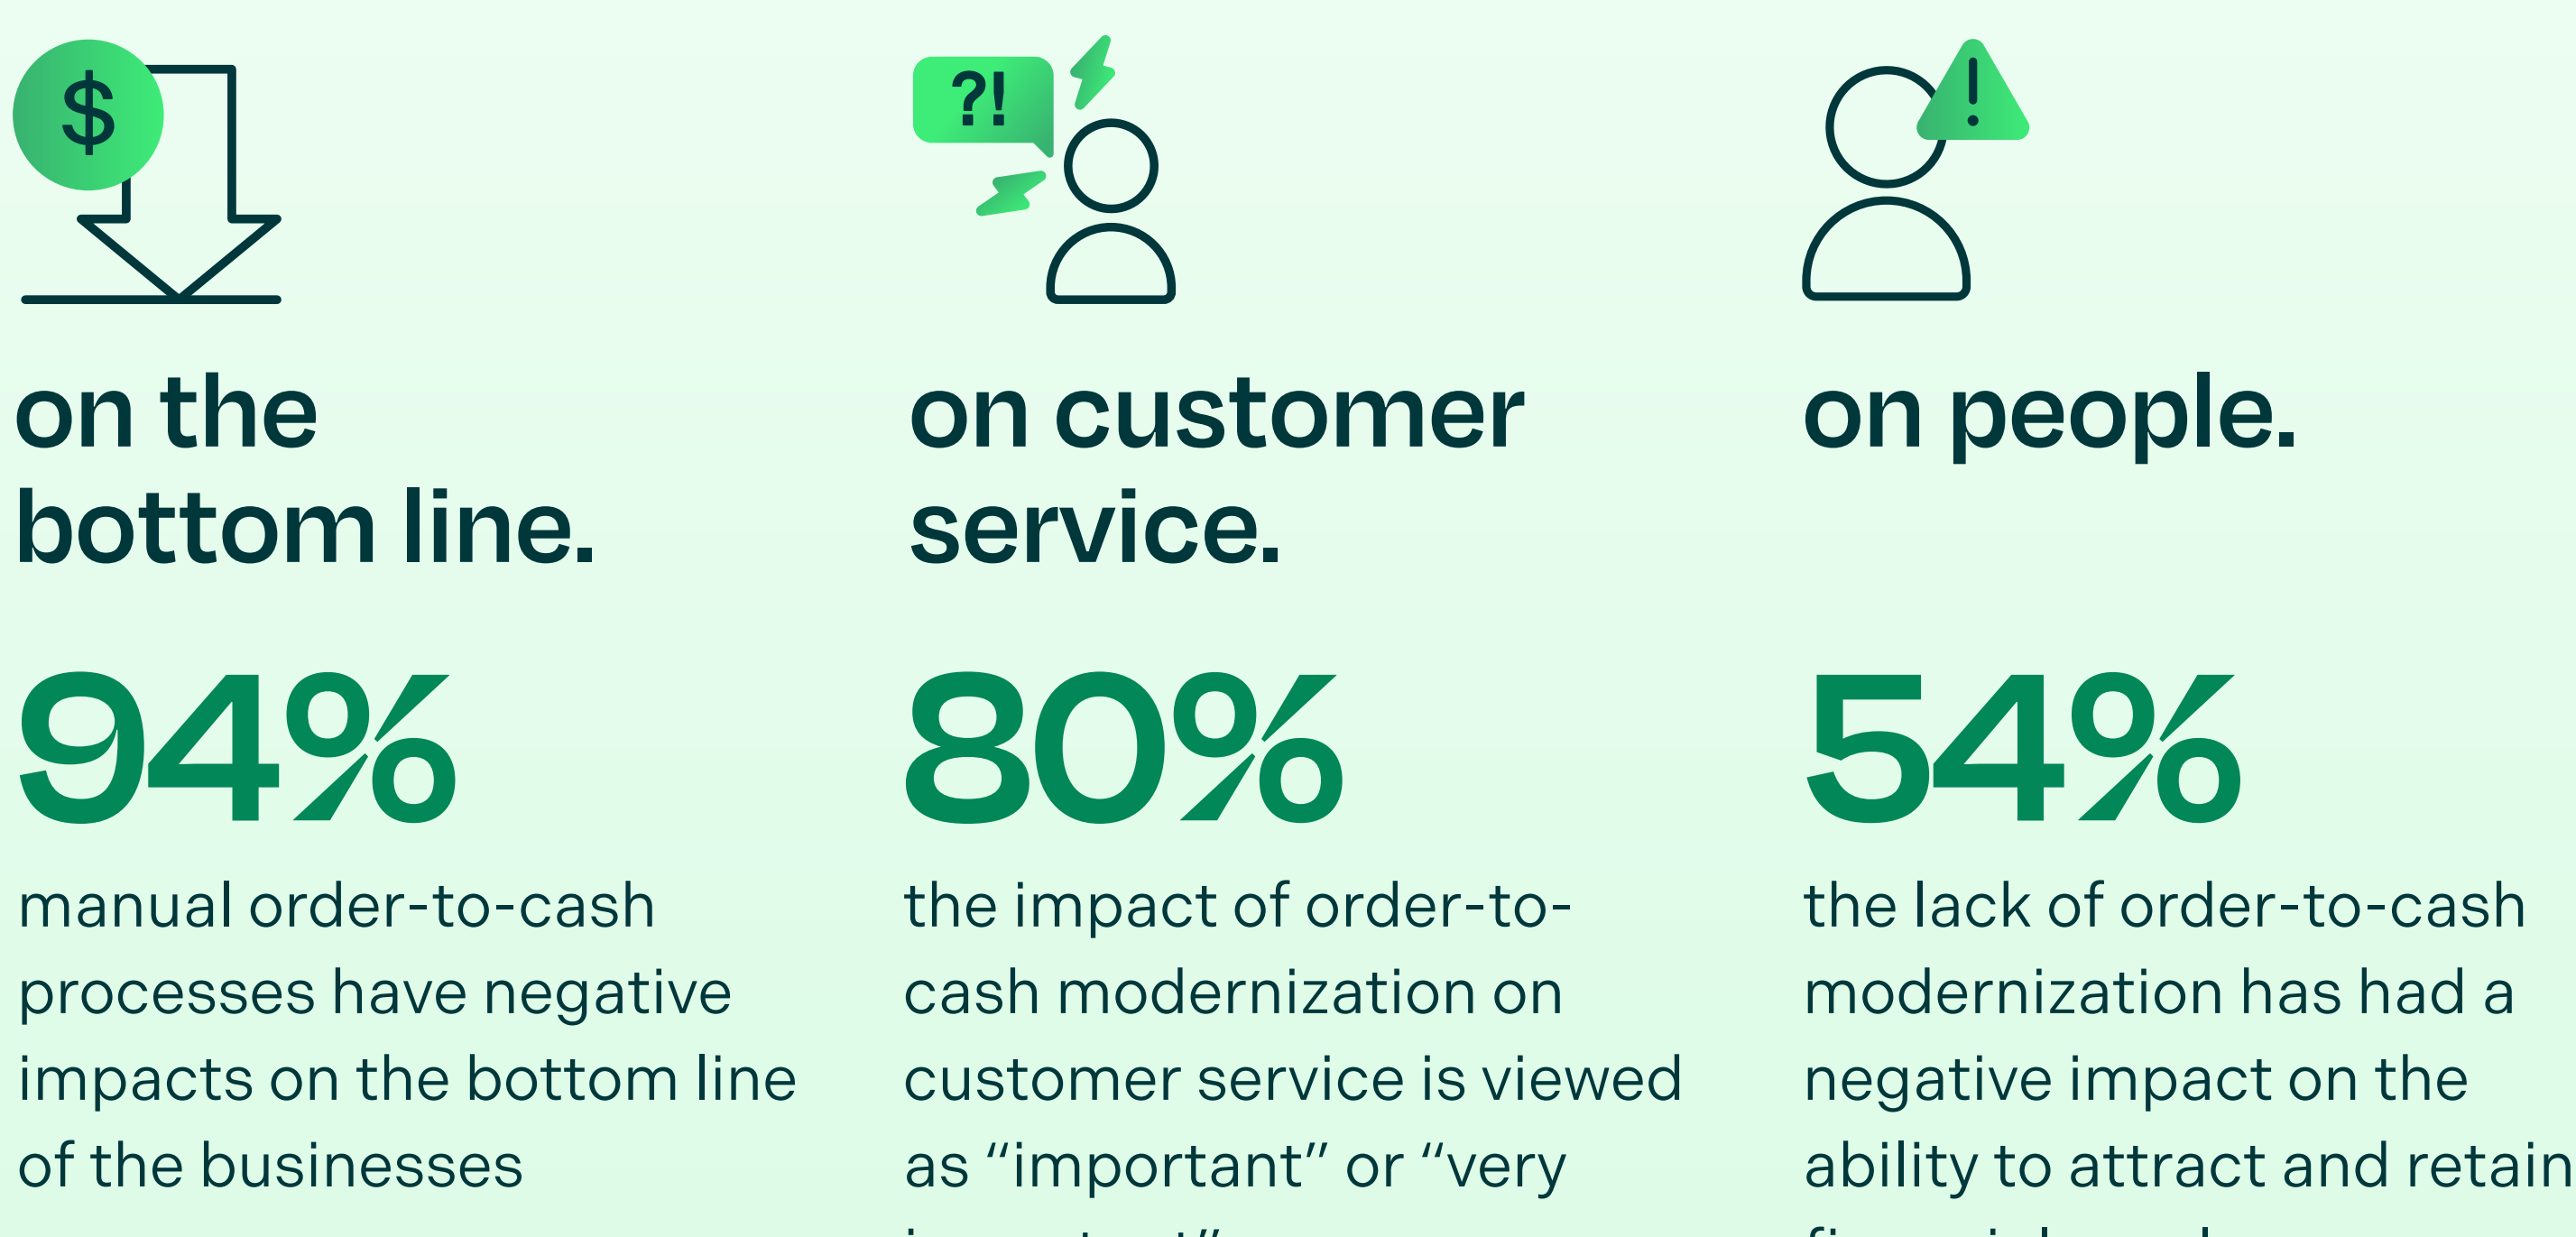 $
?!
!
on the
bottom line.
on customer
service.
on people.
94%
manual order-to-cash
processes have negative
impacts on the bottom line
of the businesses
80%
the impact of order-to-
cash modernization on
customer service is viewed
as “important” or “very
54%
the lack of order-to-cash
modernization has had a
negative impact on the
ability to attract and retain